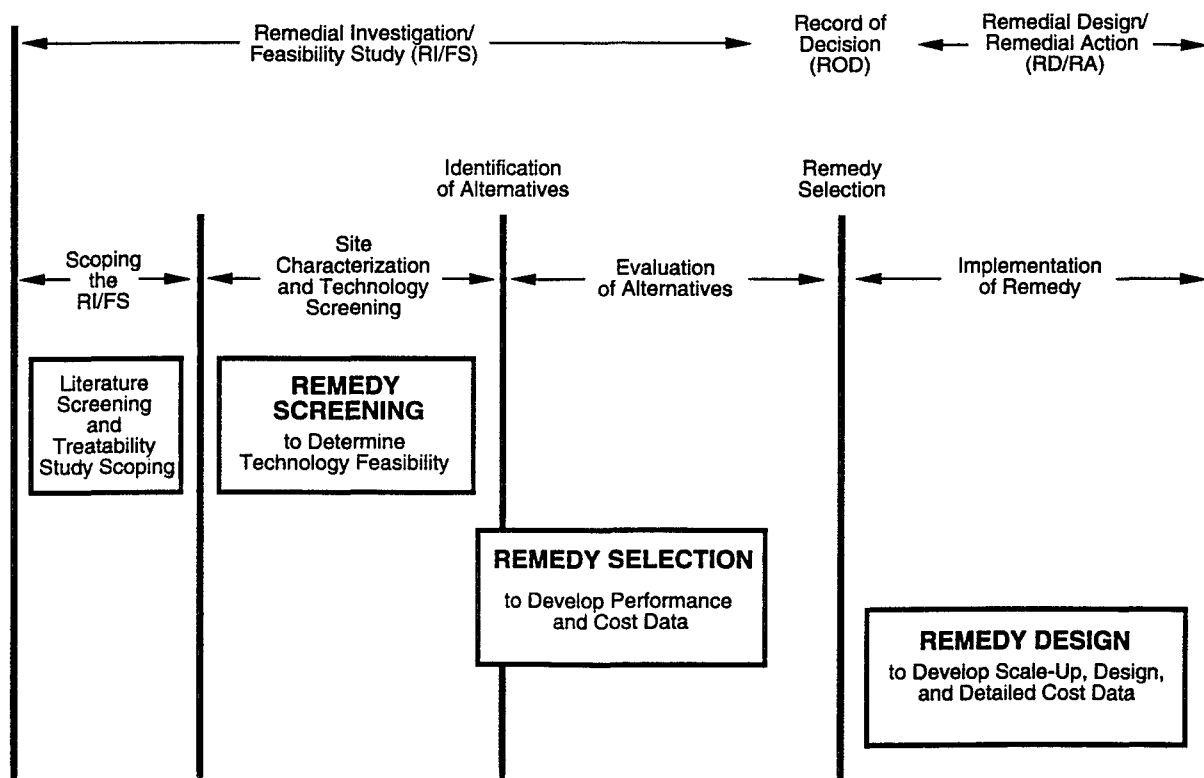 Remedial Investigation/
Feasibility Study (RI/FS)
Record of
Decision
(ROD)
Remedial Design/
Remedial Action
(RD/RA)
Identification
of Alternatives
Remedy
Selection
Scoping
the
RI/FS
Site
Characterization
and Technology
Screening
Evaluation
of Alternatives
Implementation
of Remedy
Literature
Screening
and
Treatability
Study Scoping
REMEDY
SCREENING
to Determine
Technology Feasibility
REMEDY SELECTION
to Develop Performance
and Cost Data
REMEDY DESIGN
to Develop Scale-Up, Design,
and Detailed Cost Data